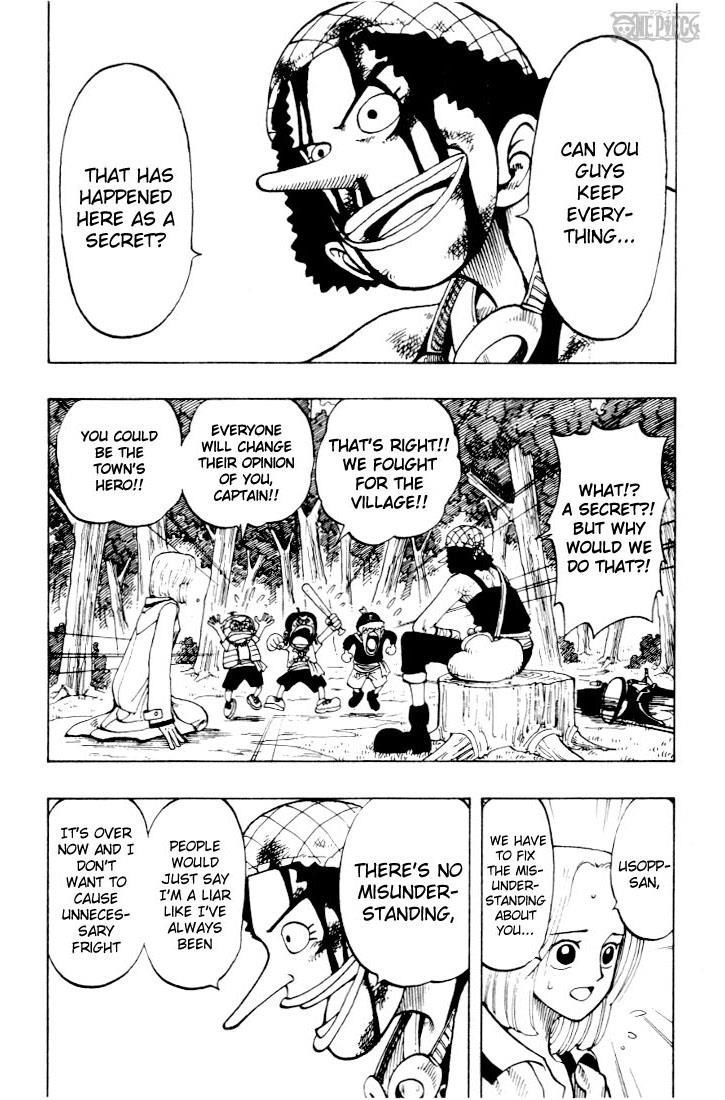 ONE PIECE
CAN YOU
GUYS
KEEP
EVERY-
THING...
THAT HAS
HAPPENED
HERE AS A
SECRET?
WHAT!?
A SECRET?!
BUT WHY
WOULD WE
DO THAT?!
THAT'S RIGHT!!
WE FOUGHT
FOR THE
VILLAGE!!
EVERYONE
WILL CHANGE
THEIR OPINION
OF YOU,
CAPTAIN!!
YOU COULD
BE THE
TOWN'S
HERO!!
USOPP-
SAN,
WE HAVE
TO FIX
THE MIS-
UNDER-
STANDING
ABOUT
YOU...
THERE'S NO
MISUNDER-
STANDING,
PEOPLE
WOULD
JUST SAY
I'M A LIAR
LIKE I'VE
ALWAYS
BEEN
IT'S OVER
NOW AND I
DON'T
WANT TO
CAUSE
UNNECES-
SARY
FRIGHT